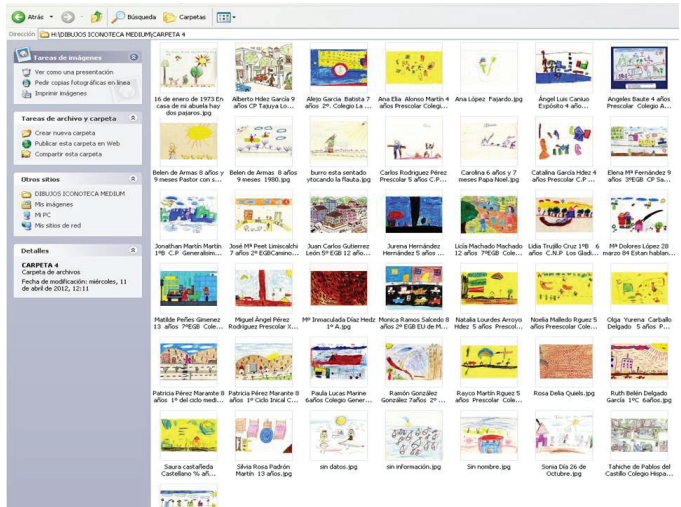 Atrás
Búsqueda
Carpetas
Dirección
H:\DIBUJOS ICONOTECA MEDIUM\CARPETA 4
Tareas de imágenes
Ver como una presentación
Pedir copias fotográficas en línea
Imprimir imágenes
Tareas de archivo y carpeta
Crear nueva carpeta
Publicar esta carpeta en Web
Compartir esta carpeta
Otros sitios
DIBUJOS ICONOTECA MEDIUM
Mis imágenes
Mi PC
Mis sitios de red
Detalles
CARPETA 4
Carpeta de archivos
Fecha de modificación: miércoles, 11
de abril de 2012, 12:11
16 de enero de 1973 En
casa de mi abuela hay
dos pajaros.jpg
Alberto Hdez García 9
años CP Tajuya Lo...
Alejo Garcia Batista 7
años 2º. Colegio La ...
Ana Elia Alonso Martín 4
años Prescolar Colegi...
Ana López Fajardo.jpg
Ángel Luis Caniuo
Expósito 4 año...
Angeles Baute 4 años
Prescolar Colegio A...
Belen de Armas 8 años y
9 meses Pastor con s...
Belen de Armas 8 años
9 meses 1980.jpg
burro esta sentado
ytocando la flauta.jpg
Carlos Rodriguez Pérez
Prescolar 5 años C.P...
Carolina 6 años y 7
meses Papa Noel.jpg
Catalina García Hdez 4
años Prescolar C.P ...
Elena Mª Fernández 9
años 3ºEGB CP Sa...
Jonathan Martín Martín
1ºB C.P Generalisim...
José Mª Peet Limiscalchi
7 años 2º EGBCamino...
Juan Carlos Gutierrez
León 5º EGB 12 año...
Jurena Hernández
Hernández 5 años ...
Licía Machado Machado
12 años 7ºEGB Cole...
Lidia Trujillo Cruz 1ºB 6
años C.N.P Los Gladi...
Mª Dolores López 28
marzo 84 Estan hablan...
Matilde Peñes Gimenez
13 años 7ºEGB Cole...
Miguel Ángel Pérez
Rodriguez Prescolar X...
Mª Inmaculada Díaz Hedz
1º A.jpg
Monica Ramos Salcedo 8
años 2º EGB EU de M...
Natalia Lourdes Arroyo
Hdez 5 años Prescol...
Noelia Malledo Rguez 5
años Preescolar Cole...
Olga Yurena Carballo
Delgado 5 años P...
Patricia Pérez Marante 8
años 1º del ciclo medi...
Patricia Pérez Marante 8
años 1º Ciclo Inical C...
Paula Lucas Marine
6años Colegio Gener...
Ramón González
González 7años 2º ...
Rayco Martín Rguez 5
años Prescolar Cole...
Rosa Delia Quiels.jpg
Ruth Belén Delgado
García 1ºC 6años.jpg
Saura castañeda
Castellano % añ...
Silvia Rosa Padrón
Martín 13 años.jpg
sin datos.jpg
sin información.jpg
Sin nombre.jpg
Sonia Día 26 de
Octubre.jpg
Tahiche de Pablos del
Castillo Colegio Hispa...